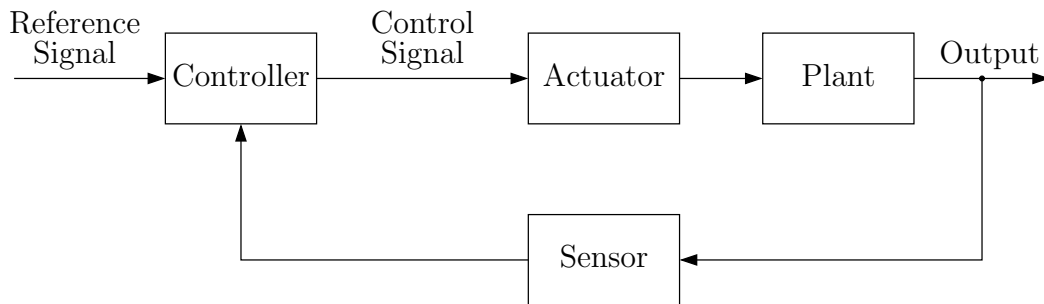 Reference
Signal
Controller
Control
Signal
Actuator
Plant
Output
Sensor